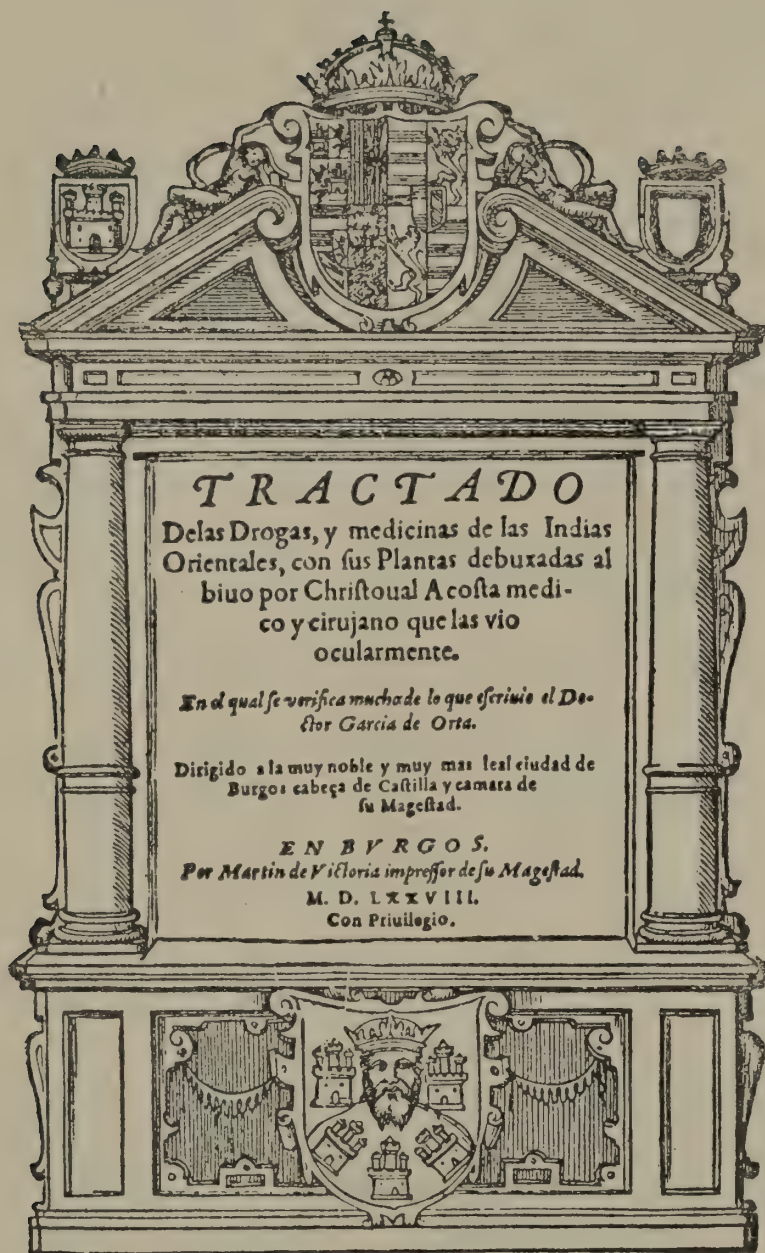 TRACTADO
Delas Drogas, y medicinas de las Indias
Orientales, con ſus Plantas debuxadas al
biuo por Chriſtoual Acoſta medi-
co y cirujano que las vio
ocularmente.
En el qual ſe verifica mucho de lo que eſcriuio el Do-
ctor Garcia de Orta.
Dirigido a la muy noble y muy mas leal ciudad de
Burgos cabeça de Caſtilla y camara de
ſu Mageſtad.
EN BVRGOS.
Por Martin de Victoria impreſſor de ſu Mageſtad.
M. D. LXXVIII.
Con Priuilegio.